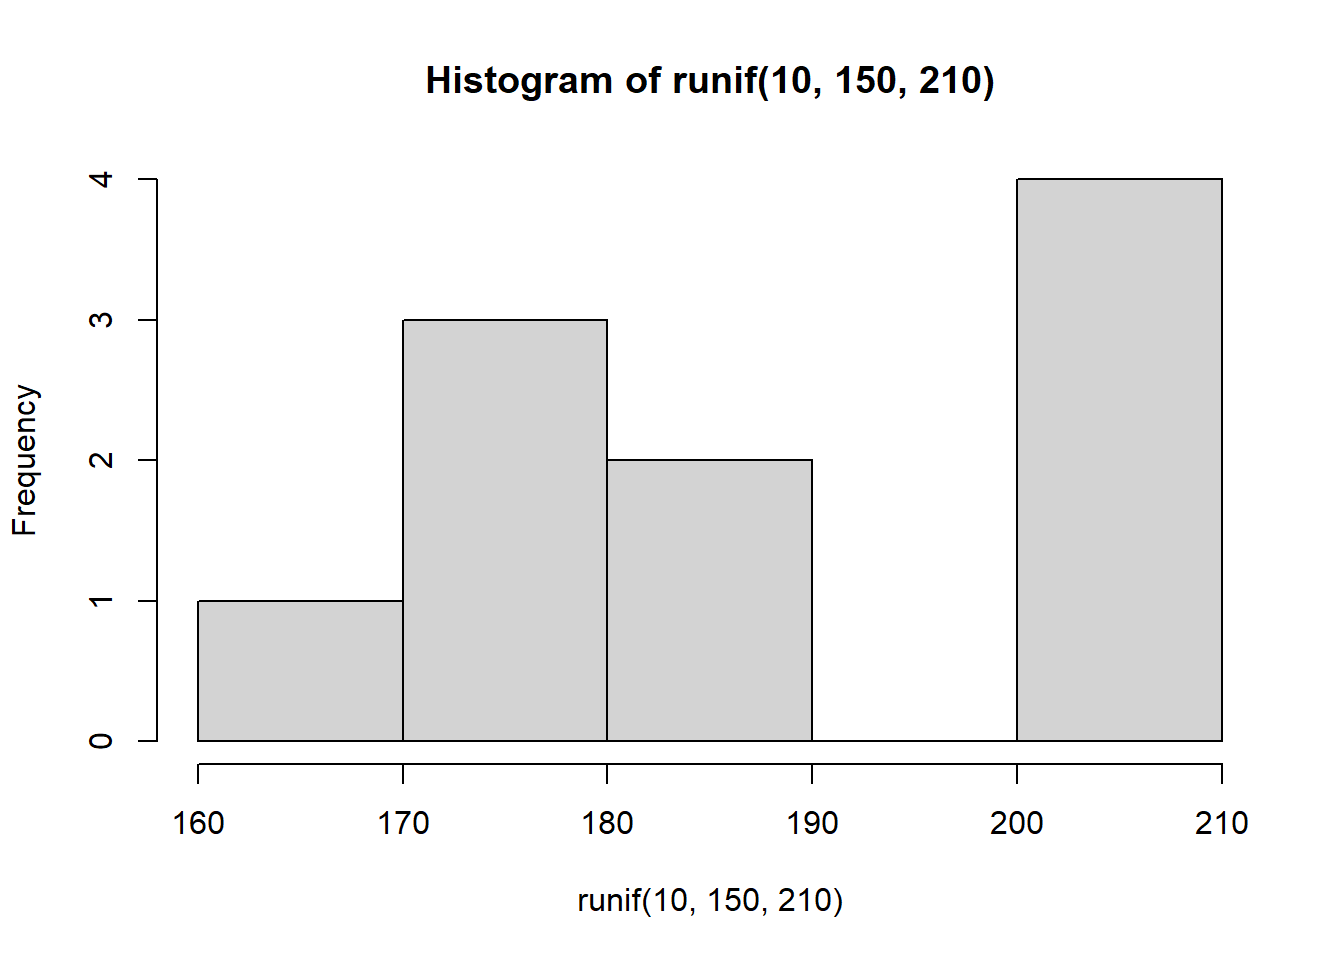 Histogram of runif(10, 150, 210)
4
3
2
1
0
Frequency
160 170 180 190 200 210
runif(10, 150, 210)